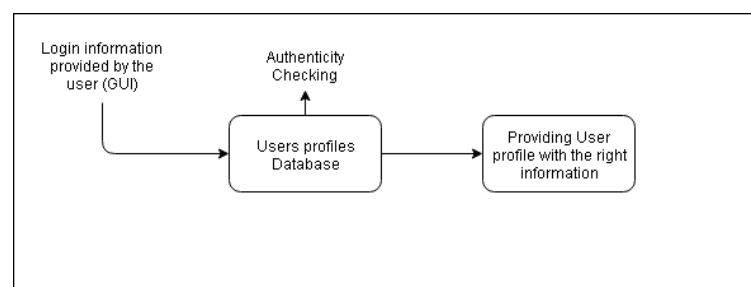 Login information
provided by the
user (GUI)
Authenticity
Checking
Users profiles
Database
Providing User
profile with the right
information